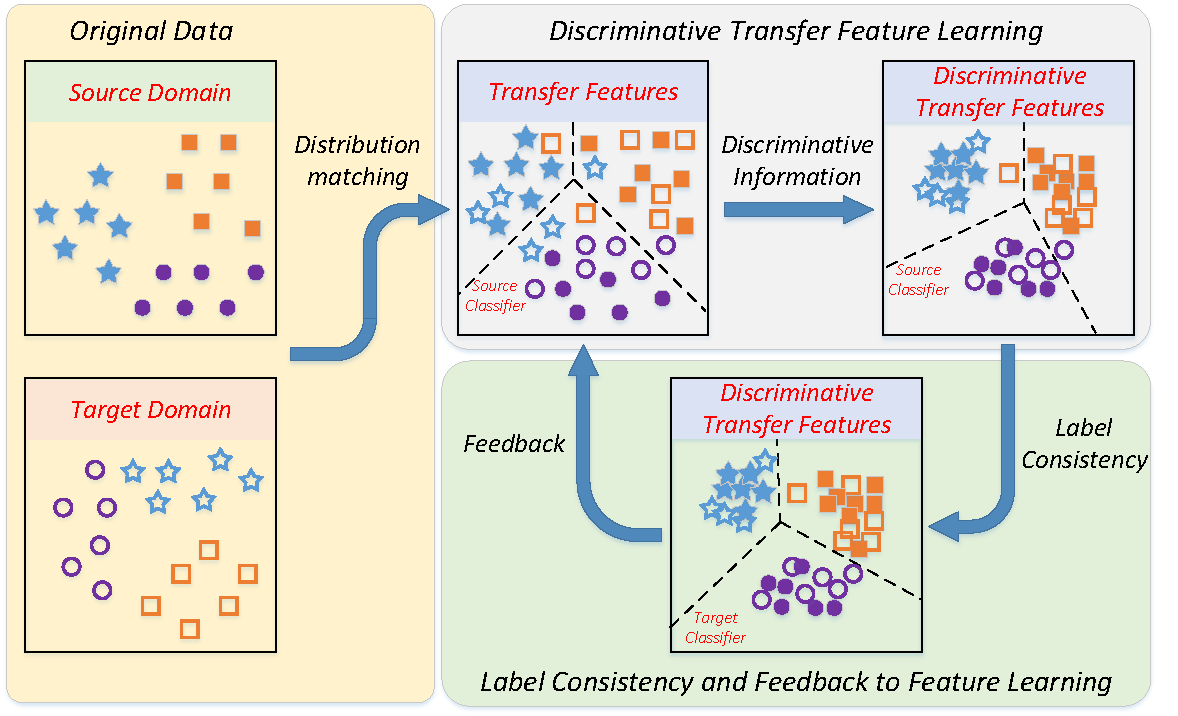 Original Data
Source Domain
Target Domain
Distribution
matching
Discriminative Transfer Feature Learning
Transfer Features
Source
Classifier
Discriminative
Information
Discriminative
Transfer Features
Source
Classifier
Label
Consistency
Discriminative
Transfer Features
Target
Classifier
Feedback
Label Consistency and Feedback to Feature Learning